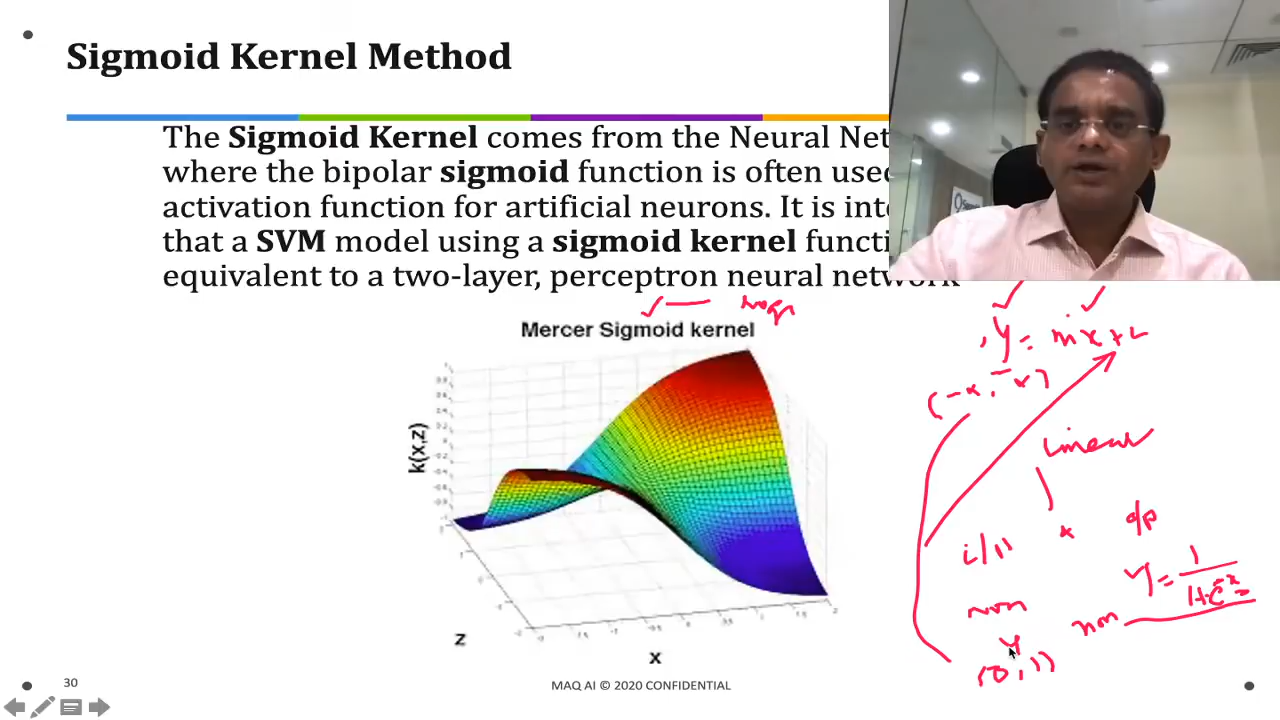 Sigmoid Kernel Method
The Sigmoid Kernel comes from the Neural Net
where the bipolar sigmoid function is often used
activation function for artificial neurons. It is inte
that a SVM model using a sigmoid kernel functi
equivalent to a two-layer, perceptron neural network
Mercer Sigmoid kernel
k(x,z)
z
x
y = mx+c
Linear
i/p
o/p
y = 1/1+e^-x
non
non
y
(0, 1)
30
MAQ AI © 2020 CONFIDENTIAL